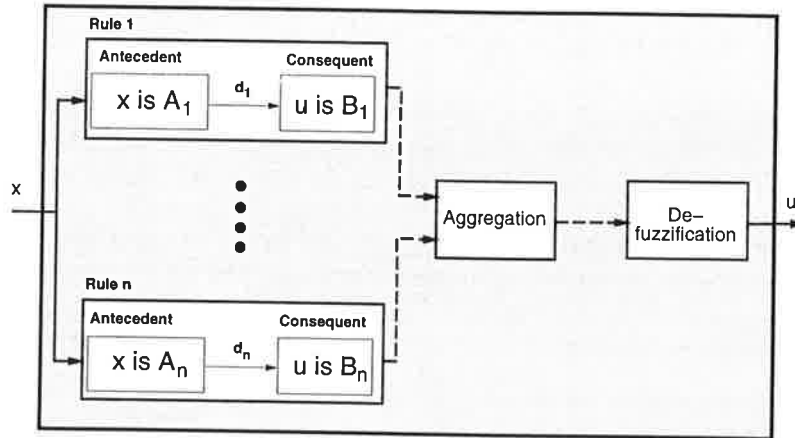 Rule 1
Antecedent
Consequent
x is A₁
d₁
u is B₁
x
Aggregation
De–
fuzzification
u
Rule n
Antecedent
Consequent
x is Aₙ
dₙ
u is Bₙ